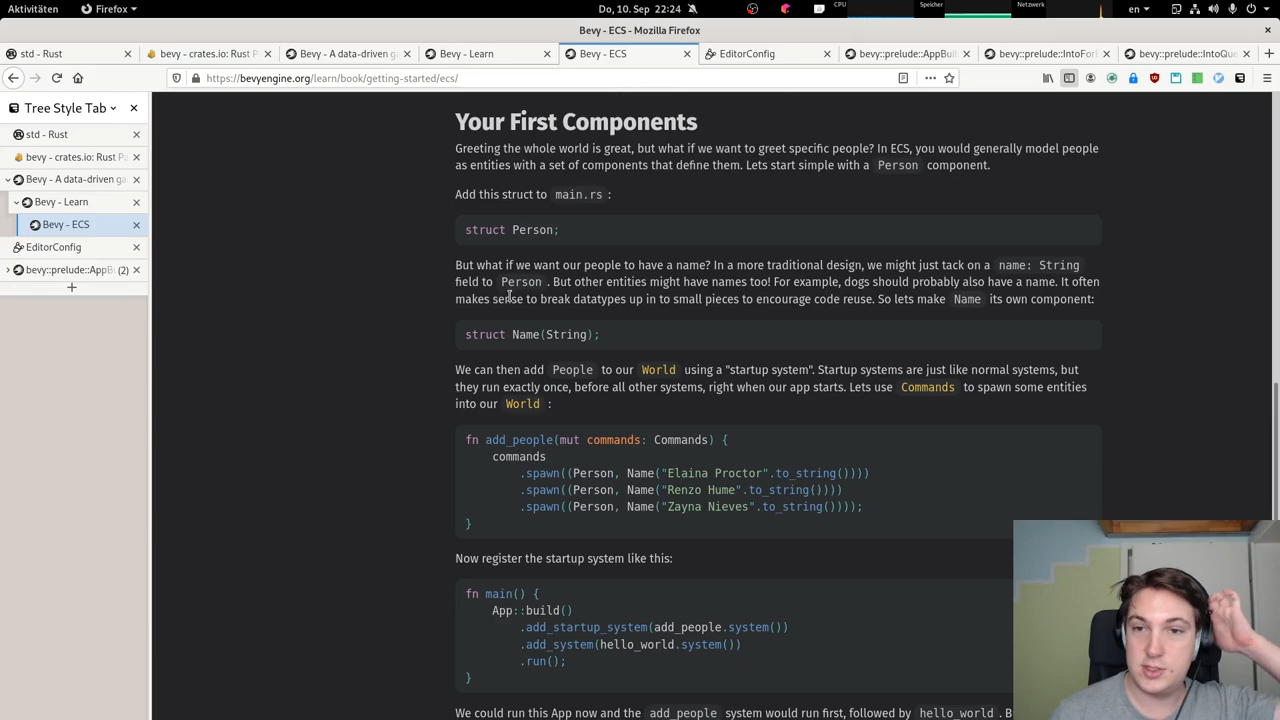 Aktivitäten Firefox Do, 10. Sep. 22:24 CPU Speicher Netzwerk en
Bevy - ECS - Mozilla Firefox
std - Rust bevy - crates.io: Rust P Bevy - A data-driven ga Bevy - Learn Bevy - ECS EditorConfig bevy::prelude::AppBuil bevy::prelude::IntoFor bevy::prelude::IntoQue
https://bevyengine.org/learn/book/getting-started/ecs/
Tree Style Tab
std - Rust
bevy - crates.io: Rust Pa
Bevy - A data-driven ga
Bevy - Learn
Bevy - ECS
EditorConfig
bevy::prelude::AppBu (2)
Your First Components
Greeting the whole world is great, but what if we want to greet specific people? In ECS, you would generally model people
as entities with a set of components that define them. Lets start simple with a Person component.
Add this struct to main.rs :
struct Person;
But what if we want our people to have a name? In a more traditional design, we might just tack on a name: String
field to Person . But other entities might have names too! For example, dogs should probably also have a name. It often
makes sense to break datatypes up in to small pieces to encourage code reuse. So lets make Name its own component:
struct Name(String);
We can then add People to our World using a "startup system". Startup systems are just like normal systems, but
they run exactly once, before all other systems, right when our app starts. Lets use Commands to spawn some entities
into our World :
fn add_people(mut commands: Commands) {
commands
.spawn((Person, Name("Elaina Proctor".to_string())))
.spawn((Person, Name("Renzo Hume".to_string())))
.spawn((Person, Name("Zayna Nieves".to_string())));
}
Now register the startup system like this:
fn main() {
App::build()
.add_startup_system(add_people.system())
.add_system(hello_world.system())
.run();
}
We could run this App now and the add_people system would run first, followed by hello_world . B